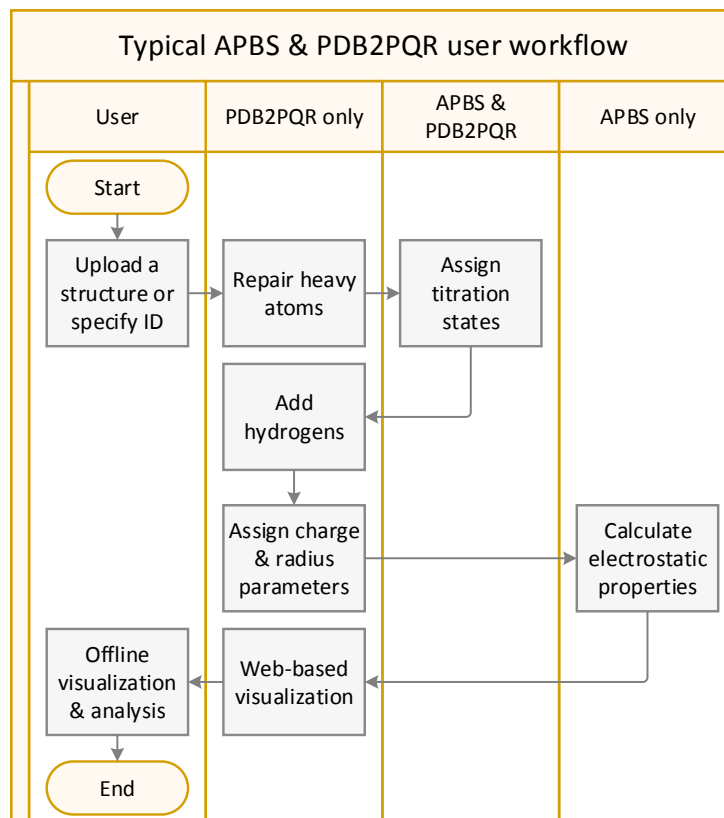 Typical APBS & PDB2PQR user workflow
User
PDB2PQR only
APBS &
PDB2PQR
APBS only
Start
Upload a
structure or
specify ID
Repair heavy
atoms
Assign
titration
states
Add
hydrogens
Assign charge
& radius
parameters
Calculate
electrostatic
properties
Offline
visualization
& analysis
Web-based
visualization
End